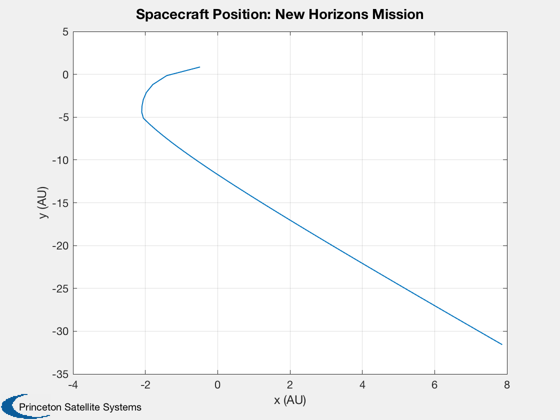 Spacecraft Position: New Horizons Mission
5
0
-5
-10
-15
-20
-25
-30
-35
y (AU)
-4 -2 0 2 4 6 8
x (AU)
Princeton Satellite Systems